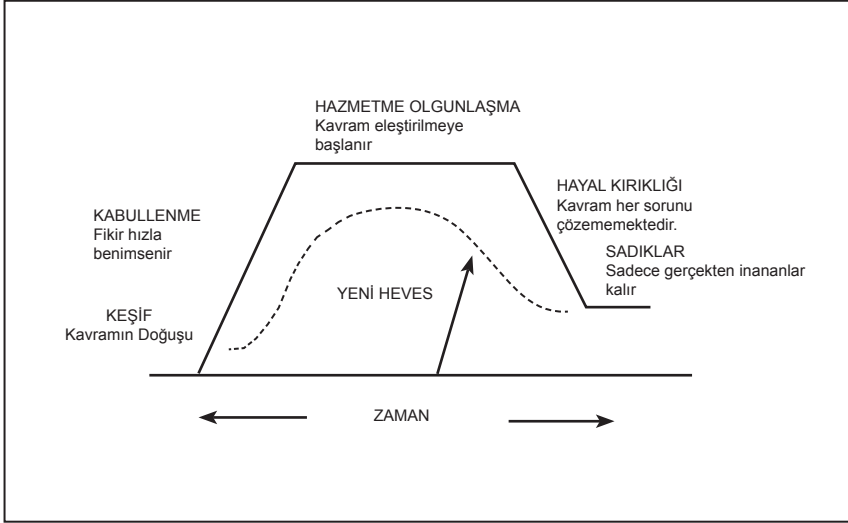 HAZMETME OLGUNLAŞMA
Kavram eleştirilmeye
başlanır
HAYAL KIRIKLIĞI
Kavram her sorunu
çözememektedir.
KABULLENME
Fikir hızla
benimsenir
SADIKLAR
Sadece gerçekten inananlar
kalır
YENİ HEVES
KEŞİF
Kavramın Doğuşu
ZAMAN